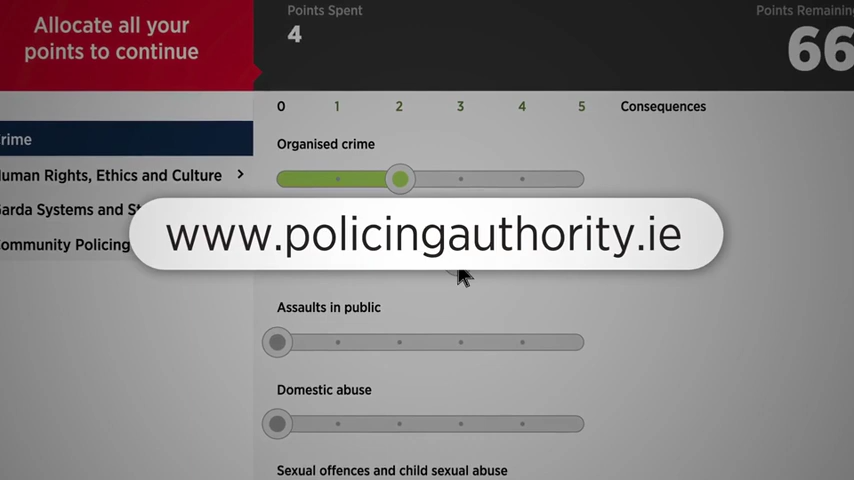 Allocate all your
points to continue
Points Spent
4
Points Remaining
66
0 1 2 3 4 5 Consequences
rime
uman Rights, Ethics and Culture
Organised crime
arda Systems and St
ommunity Policing
www.policingauthority.ie
Assaults in public
Domestic abuse
Sexual offences and child sexual abuse